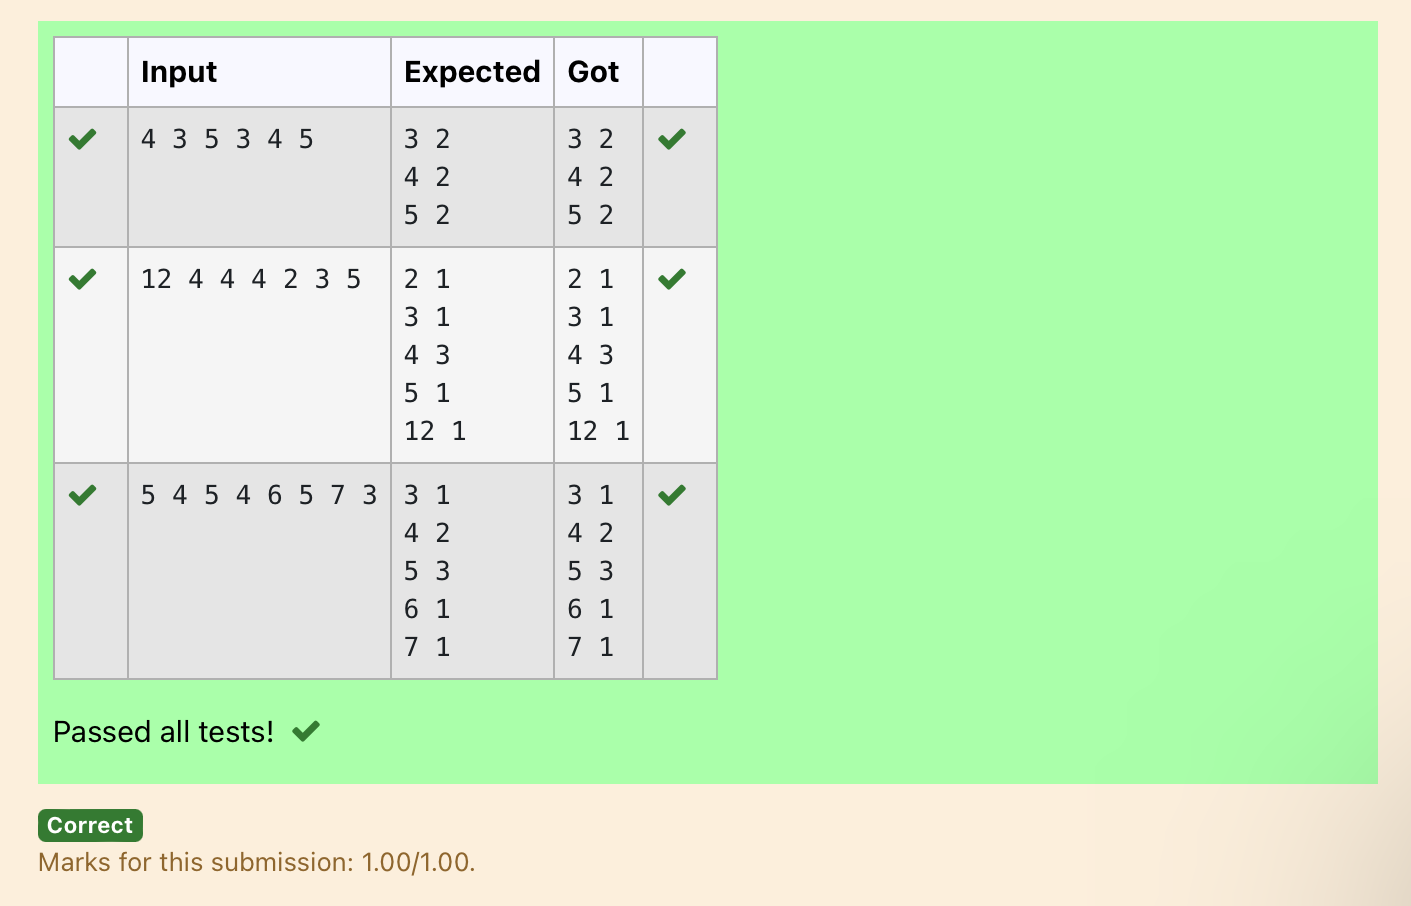 Input Expected Got
4 3 5 3 4 5 3 2 3 2
4 2 4 2
5 2 5 2
12 4 4 4 2 3 5 2 1 2 1
3 1 3 1
4 3 4 3
5 1 5 1
12 1 12 1
5 4 5 4 6 5 7 3 3 1 3 1
4 2 4 2
5 3 5 3
6 1 6 1
7 1 7 1
Passed all tests!
Correct
Marks for this submission: 1.00/1.00.